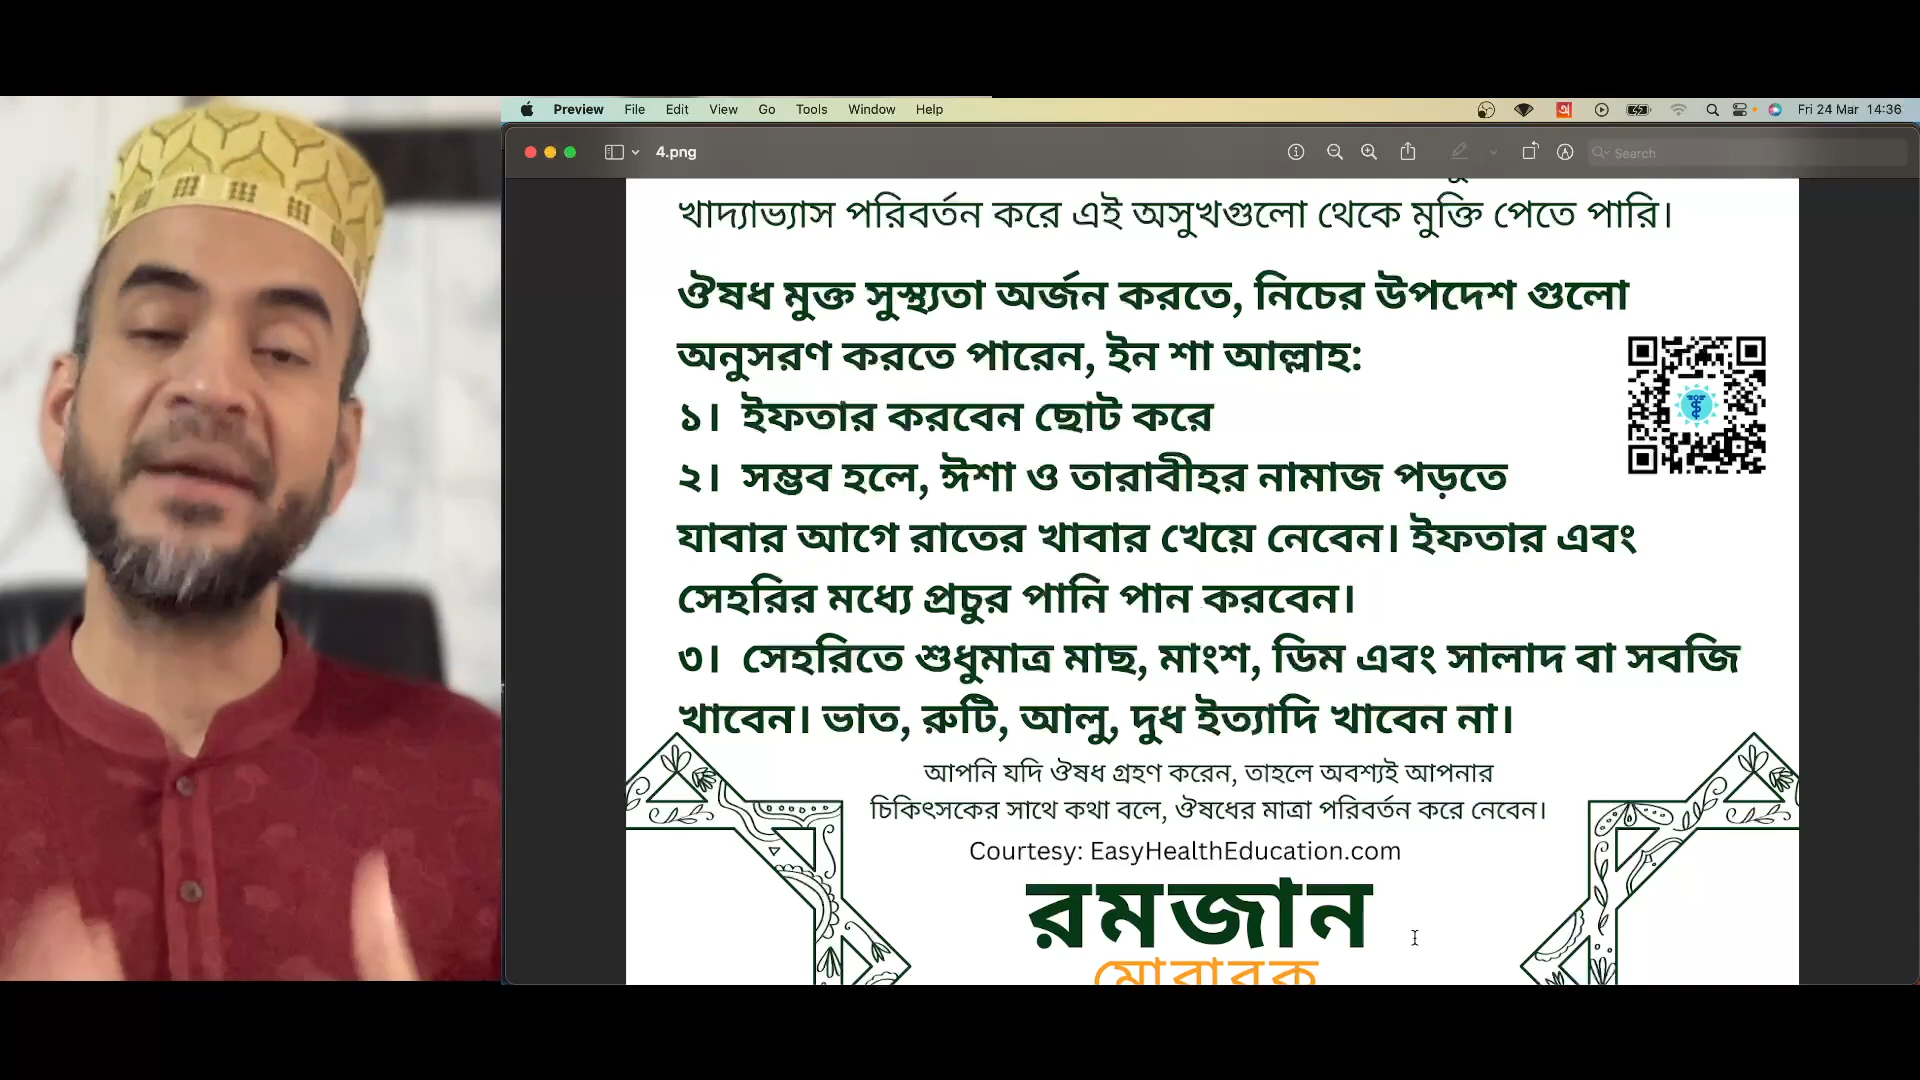 Preview File Edit View Go Tools Window Help Fri 24 Mar 14:36
4.png Search
খাদ্যাভ্যাস পরিবর্তন করে এই অসুখগুলো থেকে মুক্তি পেতে পারি।
ঔষধ মুক্ত সুস্থ্যতা অর্জন করতে, নিচের উপদেশ গুলো
অনুসরণ করতে পারেন, ইন শা আল্লাহ:
১। ইফতার করবেন ছোট করে
২। সম্ভব হলে, ঈশা ও তারাবীহর নামাজ পড়তে
যাবার আগে রাতের খাবার খেয়ে নেবেন। ইফতার এবং
সেহরির মধ্যে প্রচুর পানি পান করবেন।
৩। সেহরিতে শুধুমাত্র মাছ, মাংশ, ডিম এবং সালাদ বা সবজি
খাবেন। ভাত, রুটি, আলু, দুধ ইত্যাদি খাবেন না।
আপনি যদি ঔষধ গ্রহণ করেন, তাহলে অবশ্যই আপনার
চিকিৎসকের সাথে কথা বলে, ঔষধের মাত্রা পরিবর্তন করে নেবেন।
Courtesy: EasyHealthEducation.com
রমজান
মোবারক